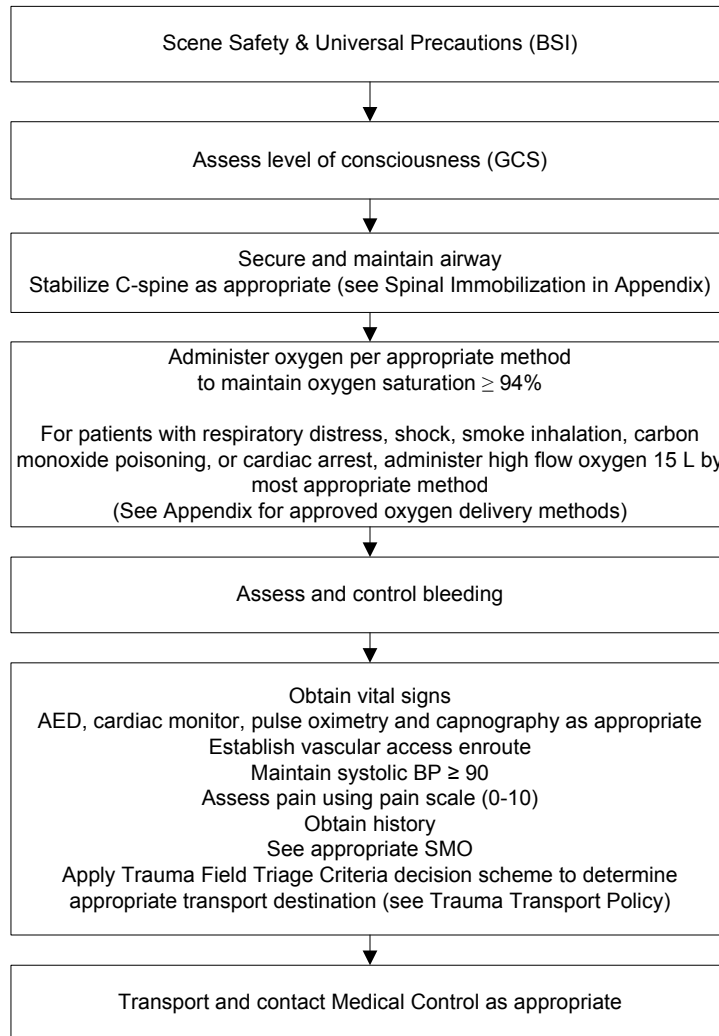 Scene Safety & Universal Precautions (BSI)
Assess level of consciousness (GCS)
Secure and maintain airway
Stabilize C-spine as appropriate (see Spinal Immobilization in Appendix)
Administer oxygen per appropriate method
to maintain oxygen saturation ≥ 94%
For patients with respiratory distress, shock, smoke inhalation, carbon
monoxide poisoning, or cardiac arrest, administer high flow oxygen 15 L by
most appropriate method
(See Appendix for approved oxygen delivery methods)
Assess and control bleeding
Obtain vital signs
AED, cardiac monitor, pulse oximetry and capnography as appropriate
Establish vascular access enroute
Maintain systolic BP ≥ 90
Assess pain using pain scale (0-10)
Obtain history
See appropriate SMO
Apply Trauma Field Triage Criteria decision scheme to determine
appropriate transport destination (see Trauma Transport Policy)
Transport and contact Medical Control as appropriate